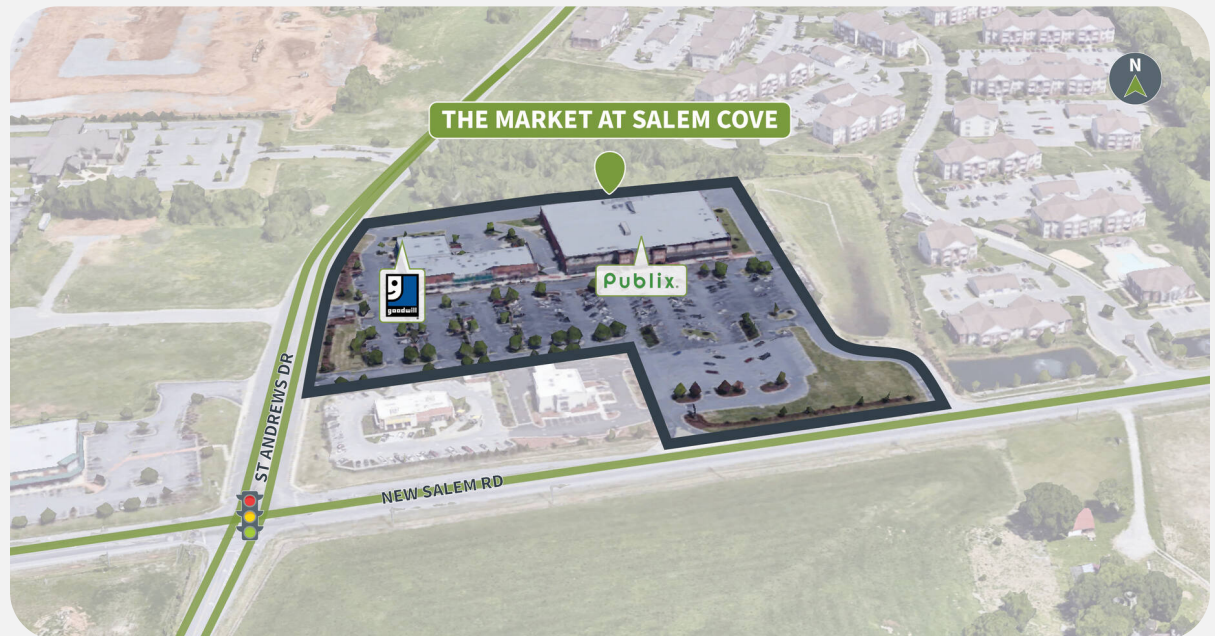 N
THE MARKET AT SALEM COVE
Publix.
g
goodwill
ST ANDREWS DR
NEW SALEM RD